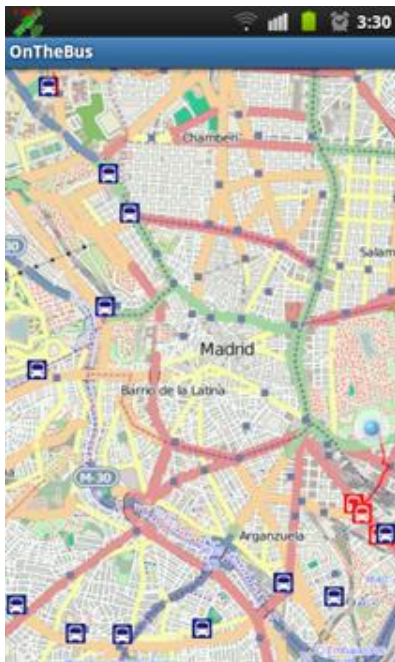 3:30
OnTheBus
Chamberí
30
Salam
Madrid
Barrio de la Latina
M-30
Arganzuela